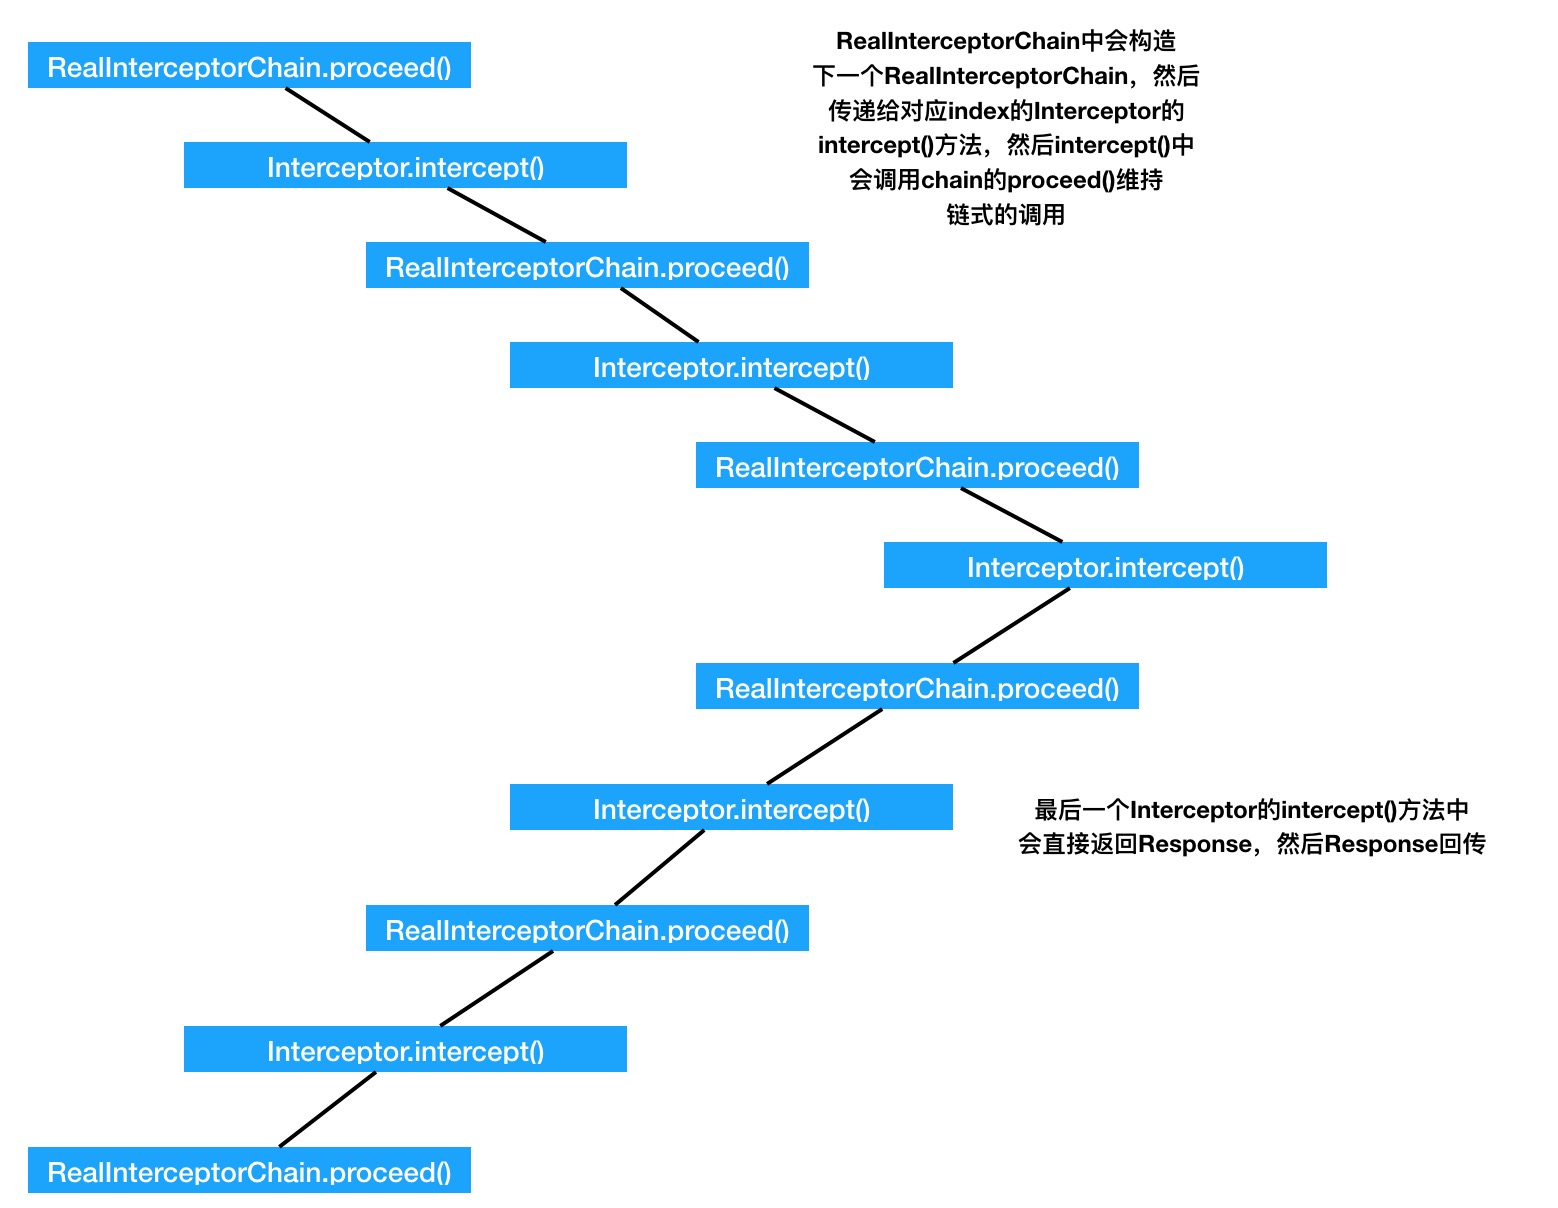 RealInterceptorChain.proceed()
RealInterceptorChain中会构造
下一个RealInterceptorChain，然后
传递给对应index的Interceptor的
intercept()方法，然后intercept()中
会调用chain的proceed()维持
链式的调用
Interceptor.intercept()
RealInterceptorChain.proceed()
Interceptor.intercept()
RealInterceptorChain.proceed()
Interceptor.intercept()
RealInterceptorChain.proceed()
Interceptor.intercept()
最后一个Interceptor的intercept()方法中
会直接返回Response，然后Response回传
RealInterceptorChain.proceed()
Interceptor.intercept()
RealInterceptorChain.proceed()